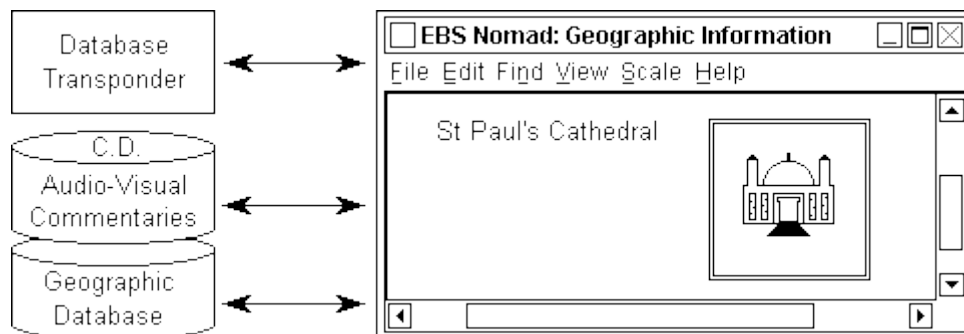 Database
Transponder
C.D.
Audio-Visual
Commentaries
Geographic
Database
EBS Nomad: Geographic Information
File Edit Find View Scale Help
St Paul's Cathedral